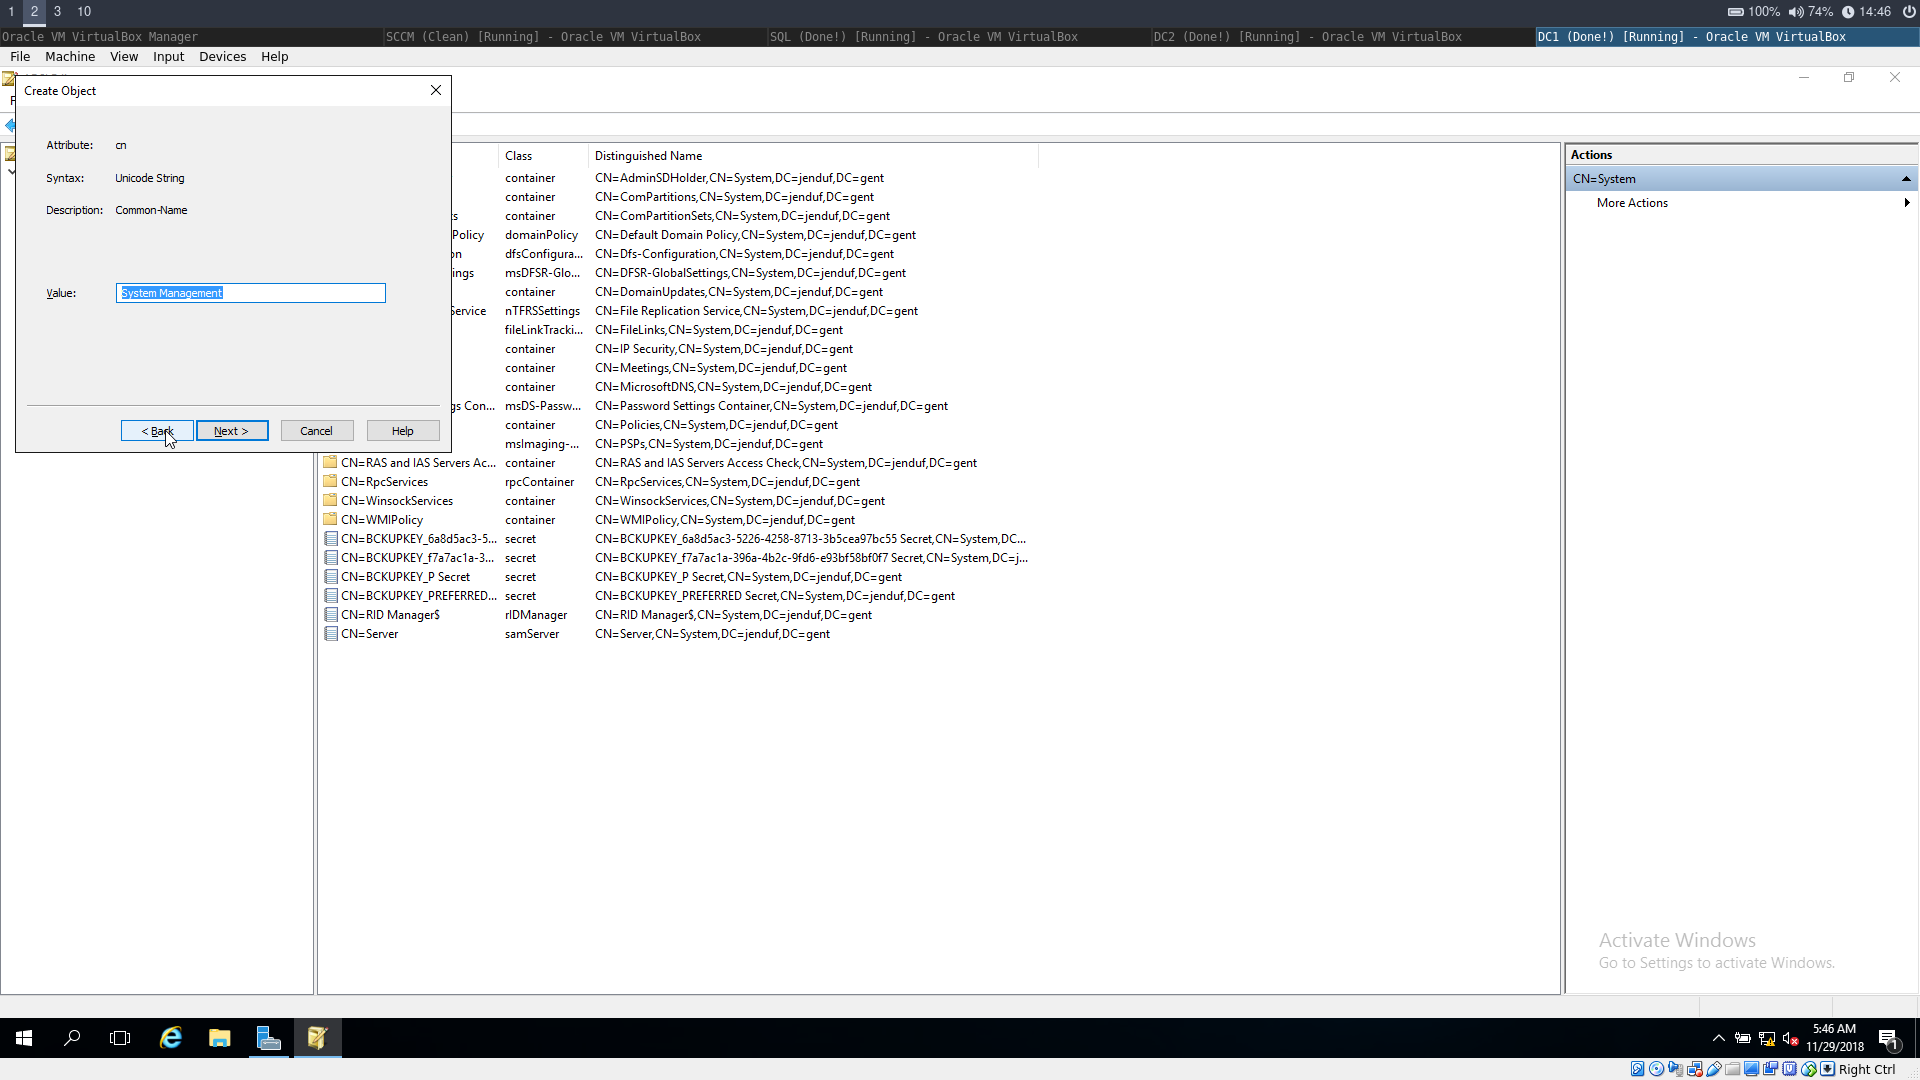 1 2 3 10 100% 74% 14:46
Oracle VM VirtualBox Manager SCCM (Clean) [Running] - Oracle VM VirtualBox SQL (Done!) [Running] - Oracle VM VirtualBox DC2 (Done!) [Running] - Oracle VM VirtualBox DC1 (Done!) [Running] - Oracle VM VirtualBox
File Machine View Input Devices Help
Create Object
Attribute: cn
Syntax: Unicode String
Description: Common-Name
Value: System Management
< Back Next > Cancel Help
Class Distinguished Name
container CN=AdminSDHolder,CN=System,DC=jenduf,DC=gent
container CN=ComPartitions,CN=System,DC=jenduf,DC=gent
ts container CN=ComPartitionSets,CN=System,DC=jenduf,DC=gent
Policy domainPolicy CN=Default Domain Policy,CN=System,DC=jenduf,DC=gent
on dfsConfigura... CN=Dfs-Configuration,CN=System,DC=jenduf,DC=gent
ings msDFSR-Glo... CN=DFSR-GlobalSettings,CN=System,DC=jenduf,DC=gent
container CN=DomainUpdates,CN=System,DC=jenduf,DC=gent
Service nTFRSSettings CN=File Replication Service,CN=System,DC=jenduf,DC=gent
fileLinkTracki... CN=FileLinks,CN=System,DC=jenduf,DC=gent
container CN=IP Security,CN=System,DC=jenduf,DC=gent
container CN=Meetings,CN=System,DC=jenduf,DC=gent
container CN=MicrosoftDNS,CN=System,DC=jenduf,DC=gent
gs Con... msDS-Passw... CN=Password Settings Container,CN=System,DC=jenduf,DC=gent
container CN=Policies,CN=System,DC=jenduf,DC=gent
msImaging-... CN=PSPs,CN=System,DC=jenduf,DC=gent
CN=RAS and IAS Servers Ac... container CN=RAS and IAS Servers Access Check,CN=System,DC=jenduf,DC=gent
CN=RpcServices rpcContainer CN=RpcServices,CN=System,DC=jenduf,DC=gent
CN=WinsockServices container CN=WinsockServices,CN=System,DC=jenduf,DC=gent
CN=WMIPolicy container CN=WMIPolicy,CN=System,DC=jenduf,DC=gent
CN=BCKUPKEY_6a8d5ac3-5... secret CN=BCKUPKEY_6a8d5ac3-5226-4258-8713-3b5cea97bc55 Secret,CN=System,DC...
CN=BCKUPKEY_f7a7ac1a-3... secret CN=BCKUPKEY_f7a7ac1a-396a-4b2c-9fd6-e93bf58bf0f7 Secret,CN=System,DC=j...
CN=BCKUPKEY_P Secret secret CN=BCKUPKEY_P Secret,CN=System,DC=jenduf,DC=gent
CN=BCKUPKEY_PREFERRED... secret CN=BCKUPKEY_PREFERRED Secret,CN=System,DC=jenduf,DC=gent
CN=RID Manager$ rIDManager CN=RID Manager$,CN=System,DC=jenduf,DC=gent
CN=Server samServer CN=Server,CN=System,DC=jenduf,DC=gent
Actions
CN=System
More Actions
Activate Windows
Go to Settings to activate Windows.
5:46 AM
11/29/2018
1
Right Ctrl